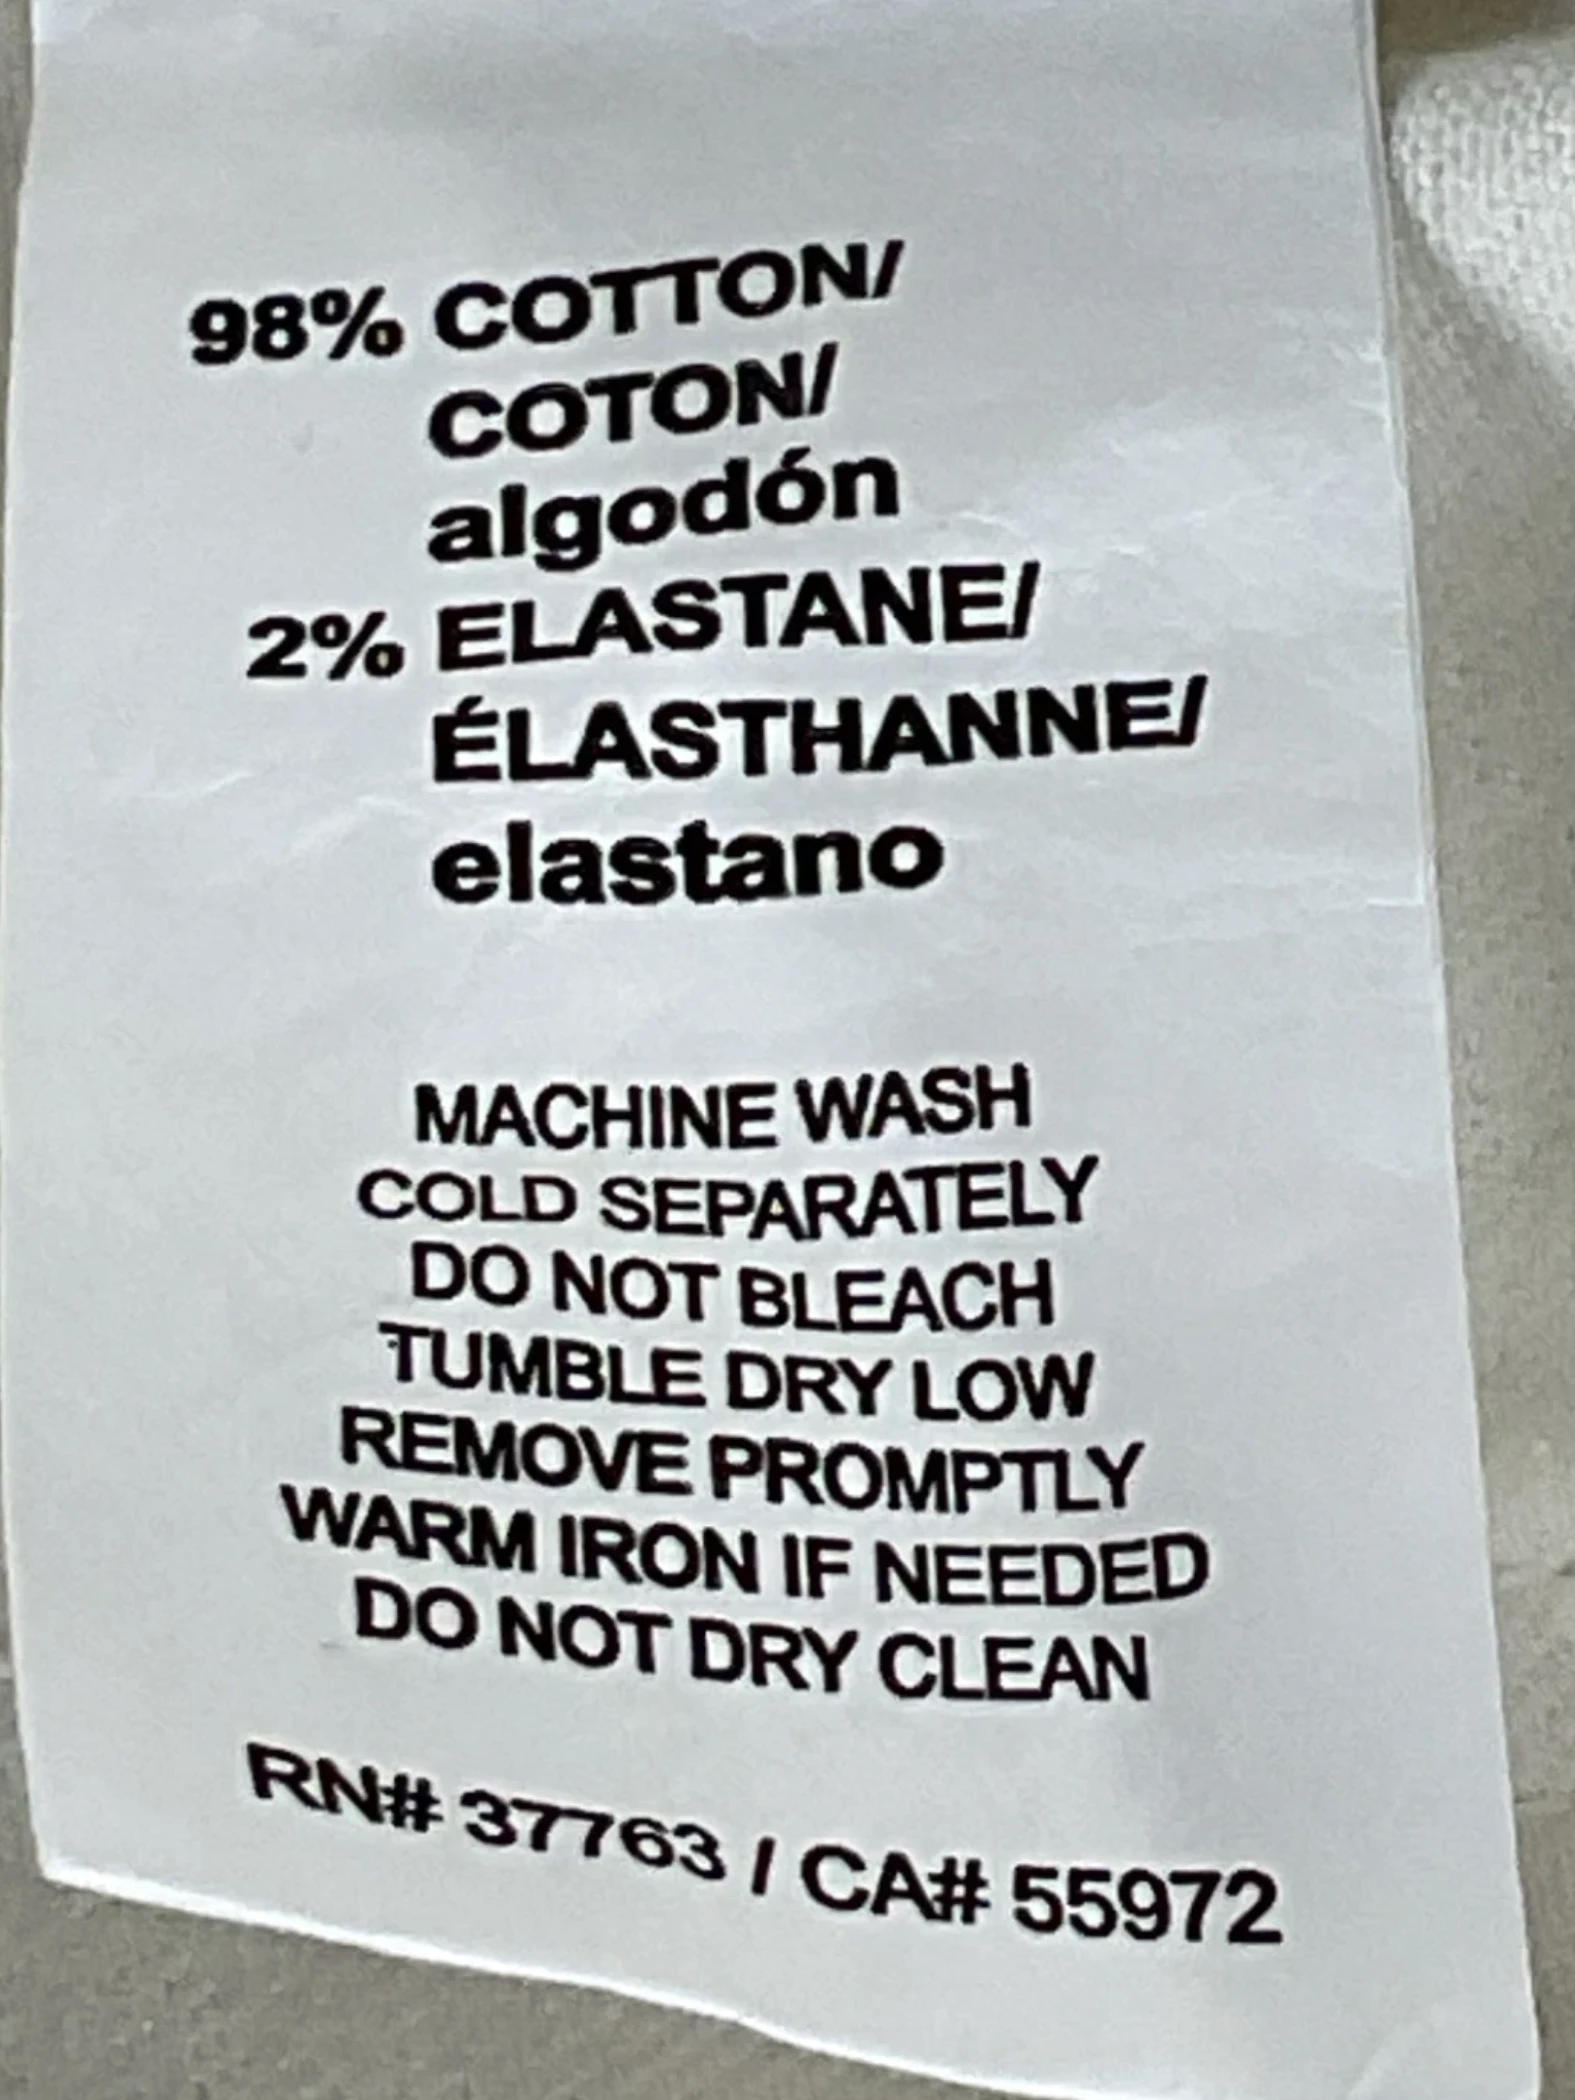 98% COTTON/
COTON/
algodón
2% ELASTANE/
ÉLASTHANNE/
elastano
MACHINE WASH
COLD SEPARATELY
DO NOT BLEACH
TUMBLE DRY LOW
REMOVE PROMPTLY
WARM IRON IF NEEDED
DO NOT DRY CLEAN
RN# 37763 / CA# 55972